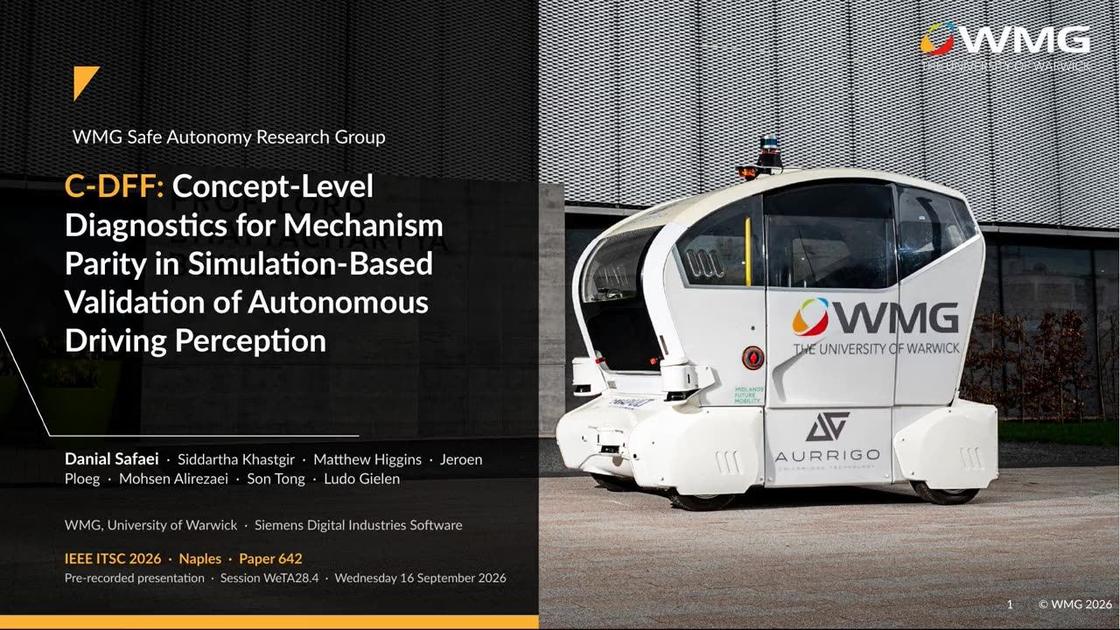 WMG
WMG Safe Autonomy Research Group
C-DFF: Concept-Level
Diagnostics for Mechanism
Parity in Simulation-Based
Validation of Autonomous
Driving Perception
Danial Safaei · Siddartha Khastgir · Matthew Higgins · Jeroen
Ploeg · Mohsen Alirezaei · Son Tong · Ludo Gielen
WMG, University of Warwick · Siemens Digital Industries Software
IEEE ITSC 2026 · Naples · Paper 642
Pre-recorded presentation · Session WeTA28.4 · Wednesday 16 September 2026
WMG
THE UNIVERSITY OF WARWICK
MIDLANDS
FUTURE
MOBILITY
AURRIGO
1 © WMG 2026